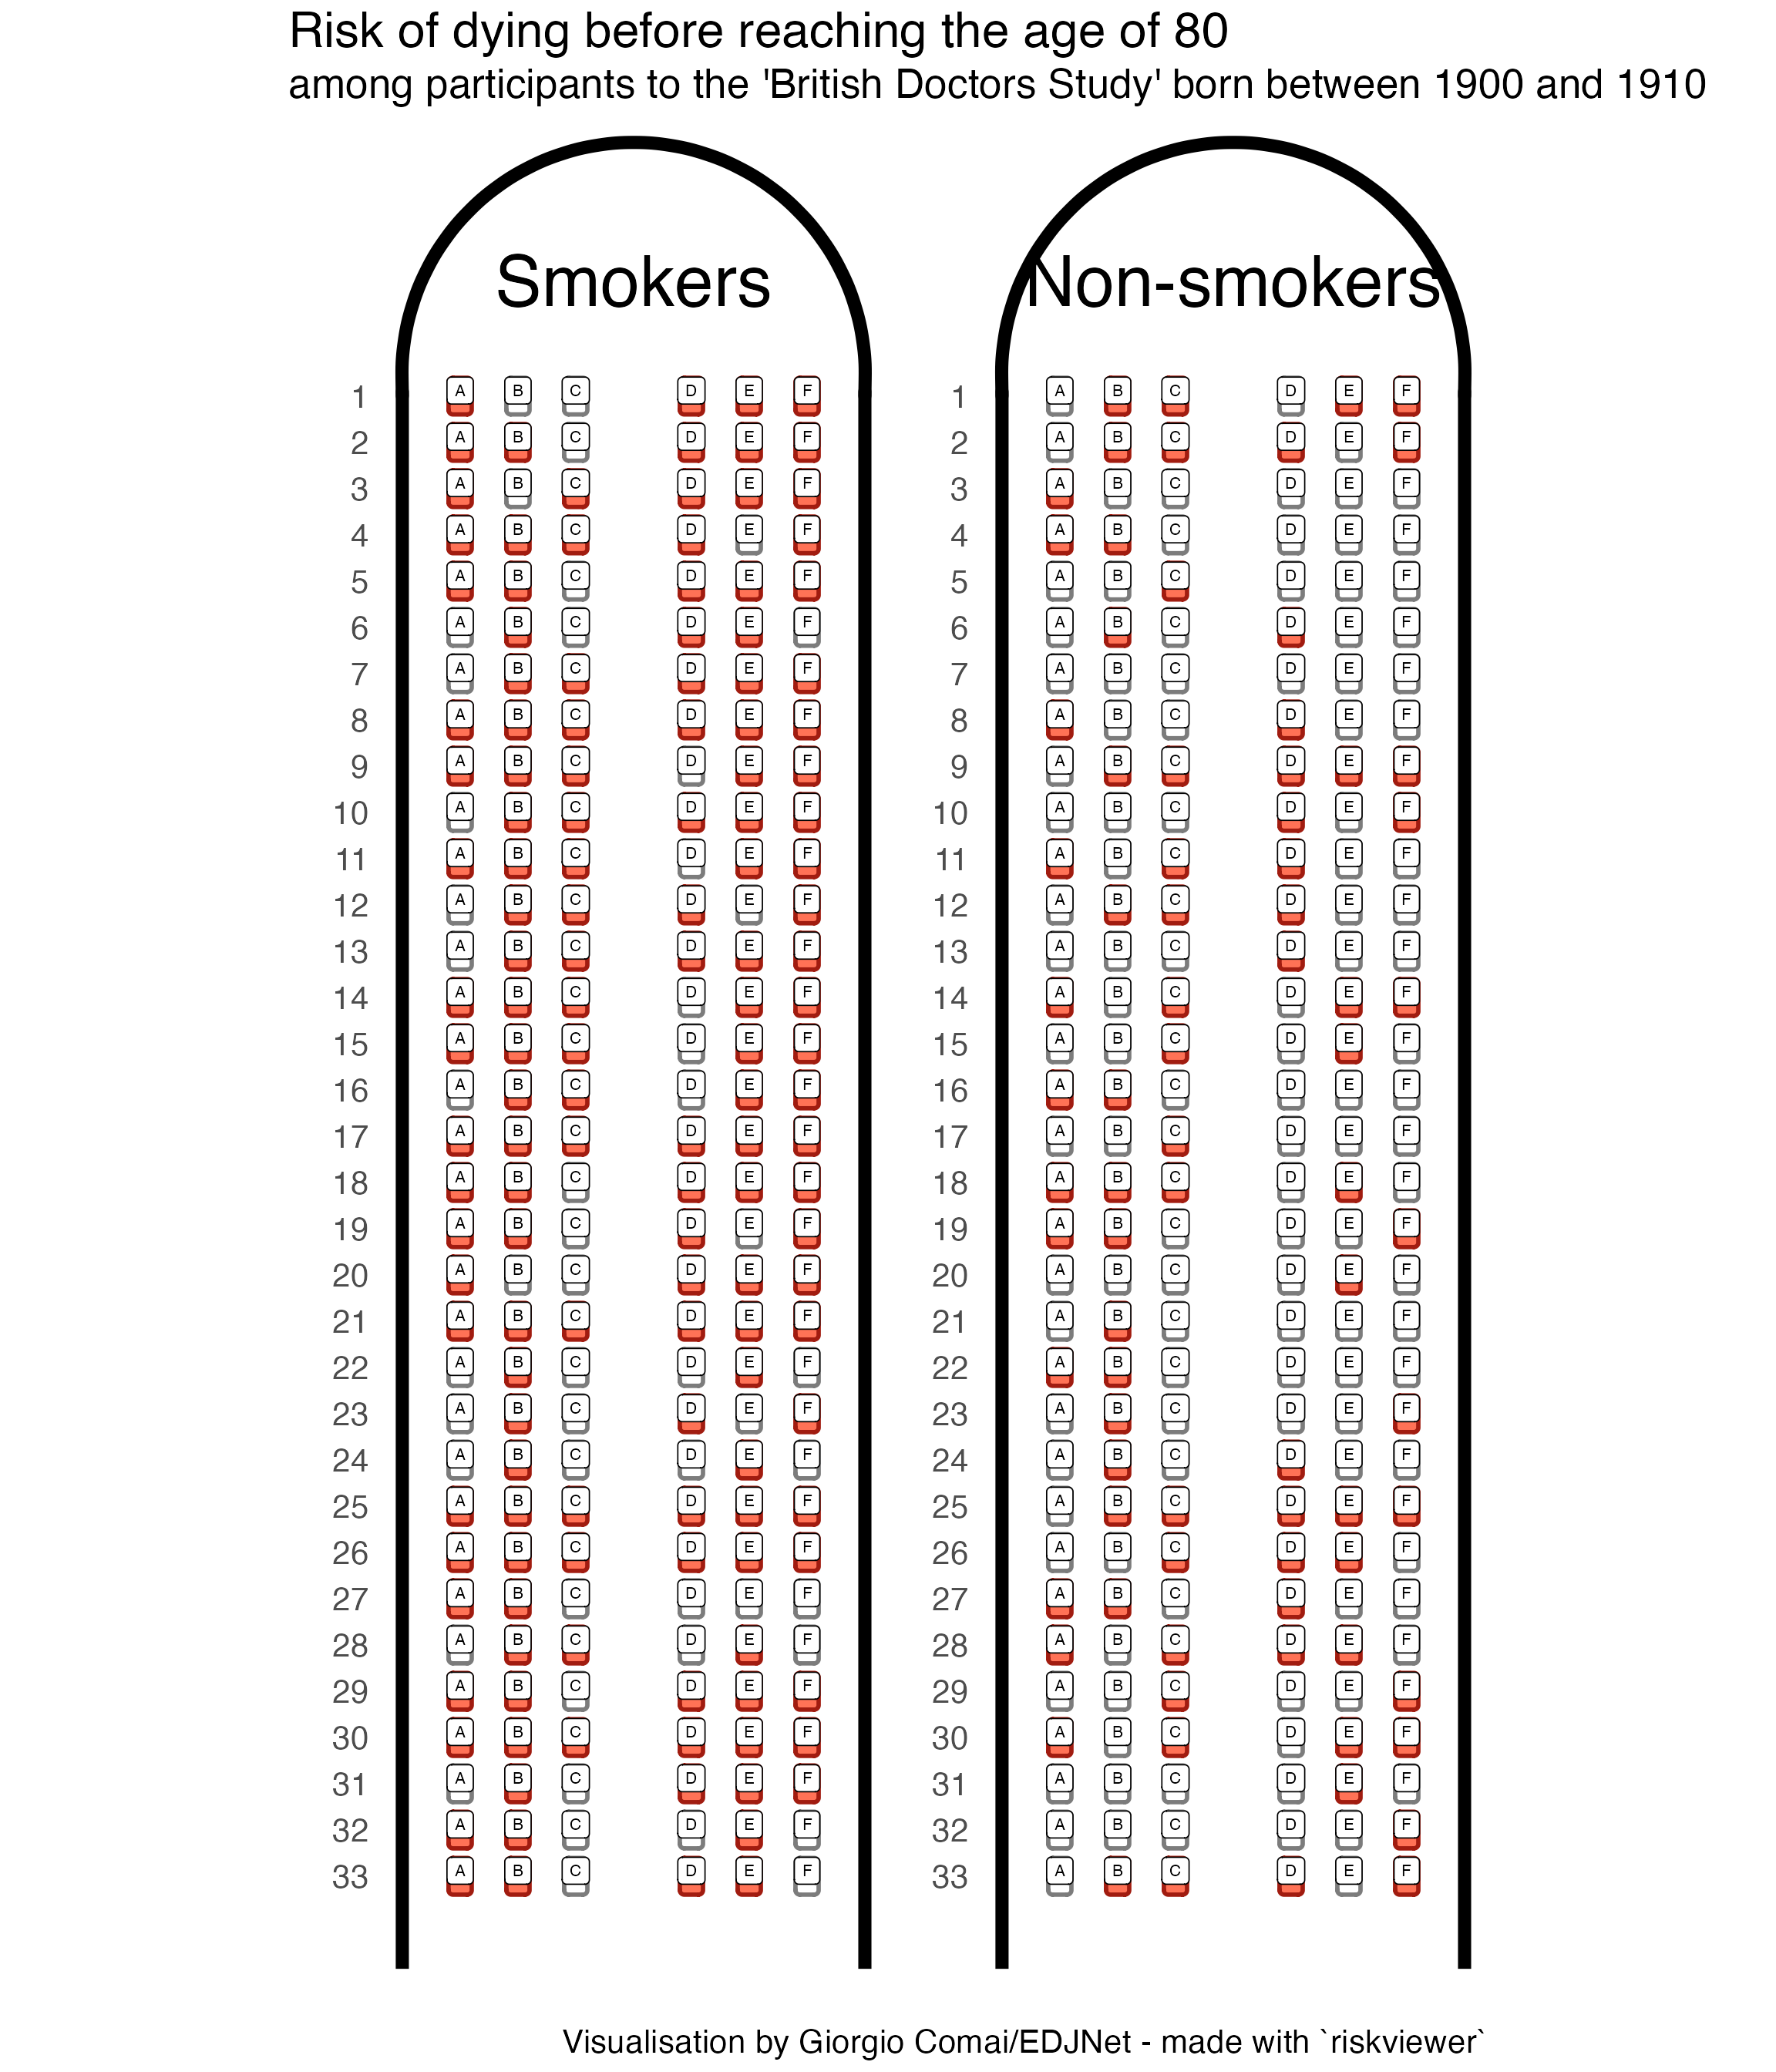 Risk of dying before reaching the age of 80
among participants to the 'British Doctors Study' born between 1900 and 1910
Smokers Non-smokers
1 A B C D E F 1 A B C D E F
2 A B C D E F 2 A B C D E F
3 A B C D E F 3 A B C D E F
4 A B C D E F 4 A B C D E F
5 A B C D E F 5 A B C D E F
6 A B C D E F 6 A B C D E F
7 A B C D E F 7 A B C D E F
8 A B C D E F 8 A B C D E F
9 A B C D E F 9 A B C D E F
10 A B C D E F 10 A B C D E F
11 A B C D E F 11 A B C D E F
12 A B C D E F 12 A B C D E F
13 A B C D E F 13 A B C D E F
14 A B C D E F 14 A B C D E F
15 A B C D E F 15 A B C D E F
16 A B C D E F 16 A B C D E F
17 A B C D E F 17 A B C D E F
18 A B C D E F 18 A B C D E F
19 A B C D E F 19 A B C D E F
20 A B C D E F 20 A B C D E F
21 A B C D E F 21 A B C D E F
22 A B C D E F 22 A B C D E F
23 A B C D E F 23 A B C D E F
24 A B C D E F 24 A B C D E F
25 A B C D E F 25 A B C D E F
26 A B C D E F 26 A B C D E F
27 A B C D E F 27 A B C D E F
28 A B C D E F 28 A B C D E F
29 A B C D E F 29 A B C D E F
30 A B C D E F 30 A B C D E F
31 A B C D E F 31 A B C D E F
32 A B C D E F 32 A B C D E F
33 A B C D E F 33 A B C D E F
Visualisation by Giorgio Comai/EDJNet - made with `riskviewer`